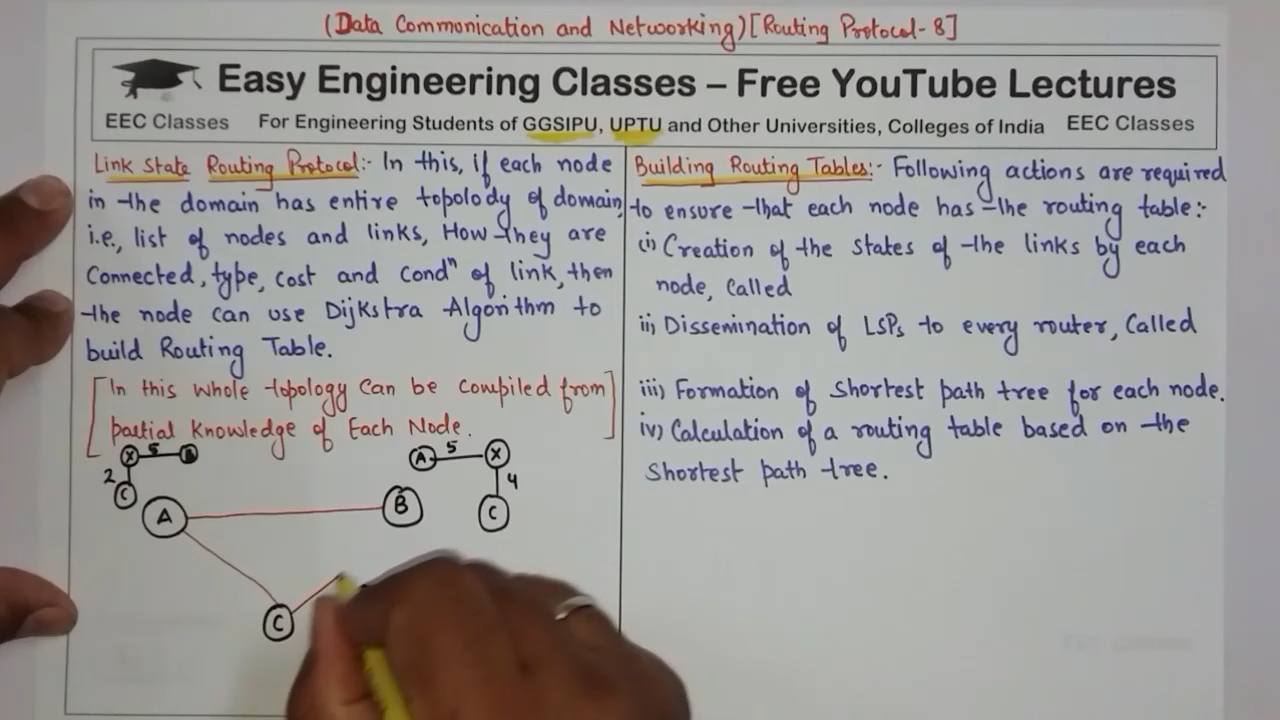 (Data Communication and Networking) [Routing Protocol-8]
Easy Engineering Classes – Free YouTube Lectures
EEC Classes For Engineering Students of GGSIPU, UPTU and Other Universities, Colleges of India EEC Classes
Link State Routing Protocol:- In this, if each node
in the domain has entire topolody of domain,
i.e., list of nodes and links, How they are
Connected, type, cost and Condⁿ of link, then
the node can use Dijkstra Algorithm to
build Routing Table.
[In this whole topology can be compiled from
partial knowledge of Each Node.]
X 5 B
2
C
A 5 X
4
C
A
B
C
Building Routing Tables:- Following actions are required
to ensure that each node has the routing table:-
(i) Creation of the states of the links by each
node, called
ii) Dissemination of LSPs to every router, Called
iii) Formation of Shortest path tree for each node.
iv) Calculation of a routing table based on the
Shortest path tree.